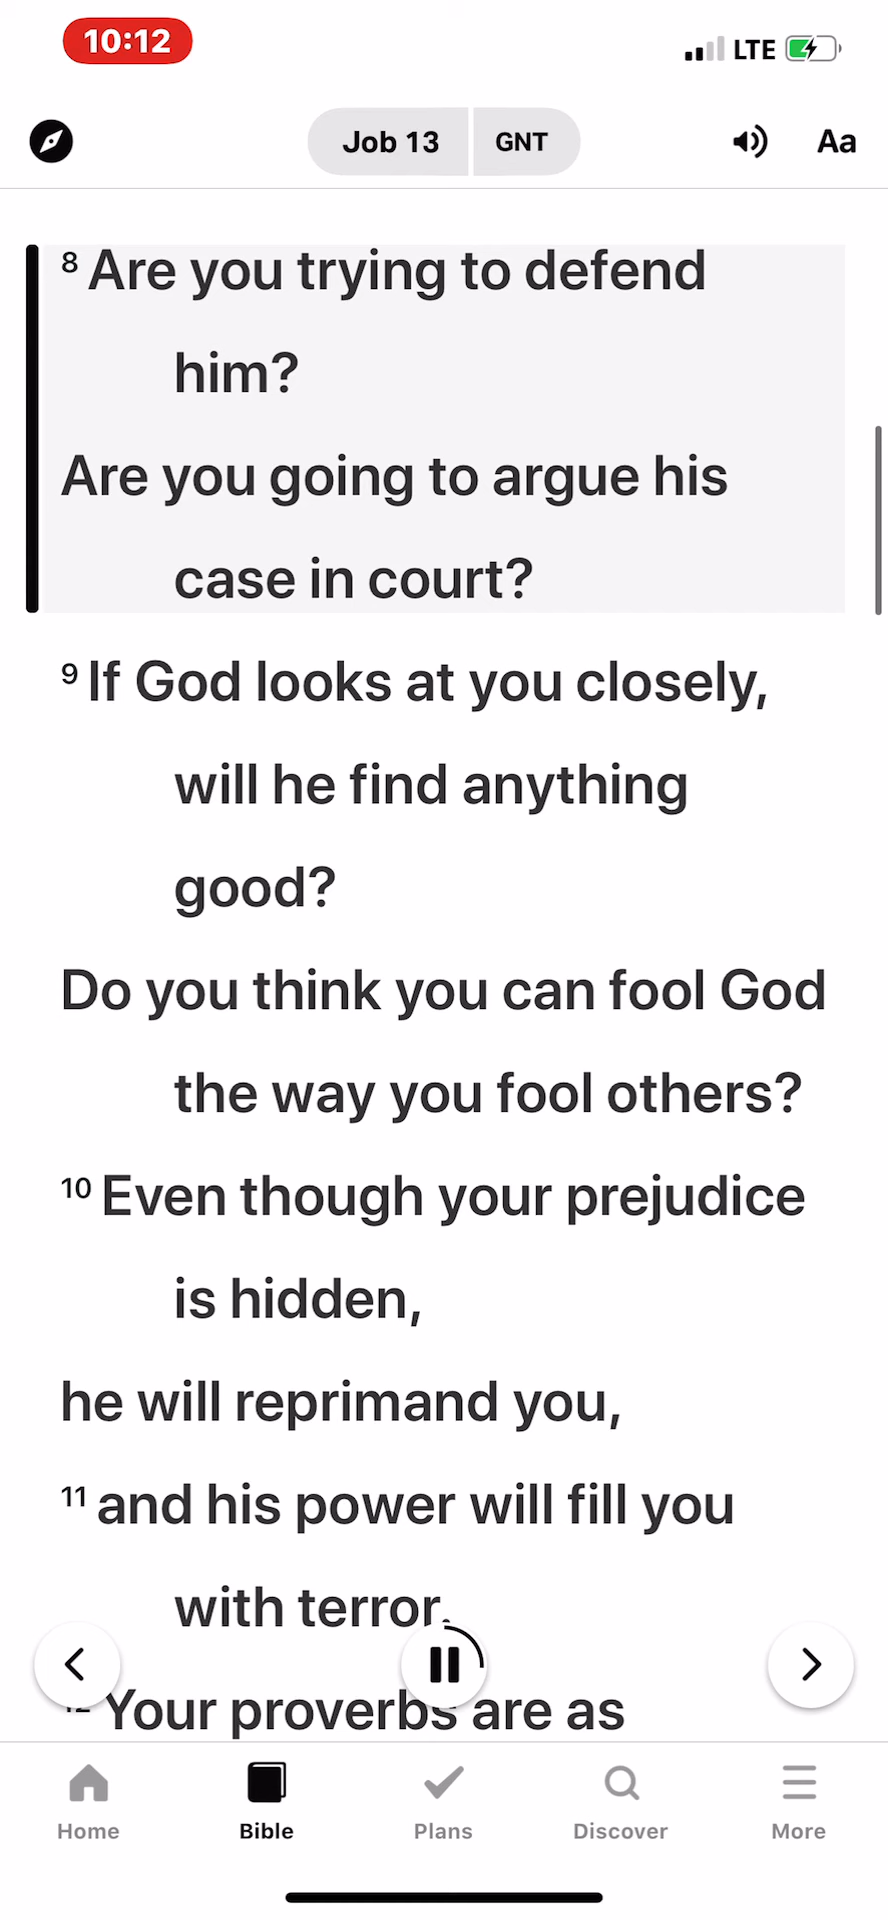 10:12
LTE
Job 13 GNT Aa
8 Are you trying to defend
him?
Are you going to argue his
case in court?
9 If God looks at you closely,
will he find anything
good?
Do you think you can fool God
the way you fool others?
10 Even though your prejudice
is hidden,
he will reprimand you,
11 and his power will fill you
with terror.
12 Your proverbs are as
Home Bible Plans Discover More